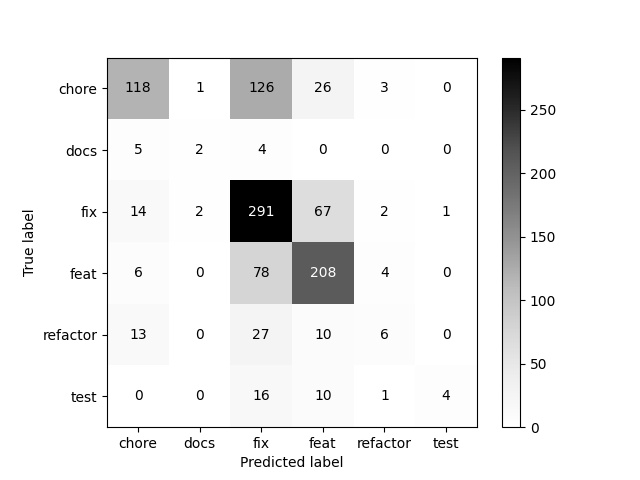 chore 118 1 126 26 3 0
docs 5 2 4 0 0 0
fix 14 2 291 67 2 1
feat 6 0 78 208 4 0
refactor 13 0 27 10 6 0
test 0 0 16 10 1 4
chore docs fix feat refactor test
Predicted label
True label
250
200
150
100
50
0